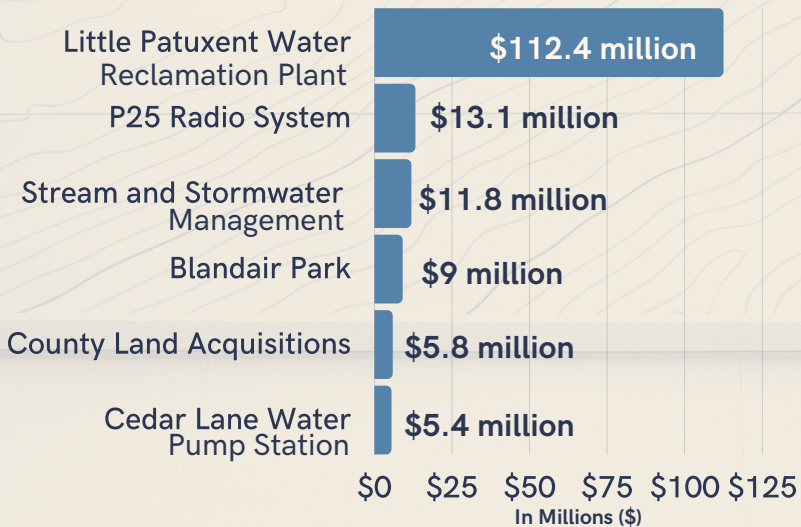 Little Patuxent Water
Reclamation Plant
$112.4 million
P25 Radio System
$13.1 million
Stream and Stormwater
Management
$11.8 million
Blandair Park
$9 million
County Land Acquisitions
$5.8 million
Cedar Lane Water
Pump Station
$5.4 million
$0 $25 $50 $75 $100 $125
In Millions ($)